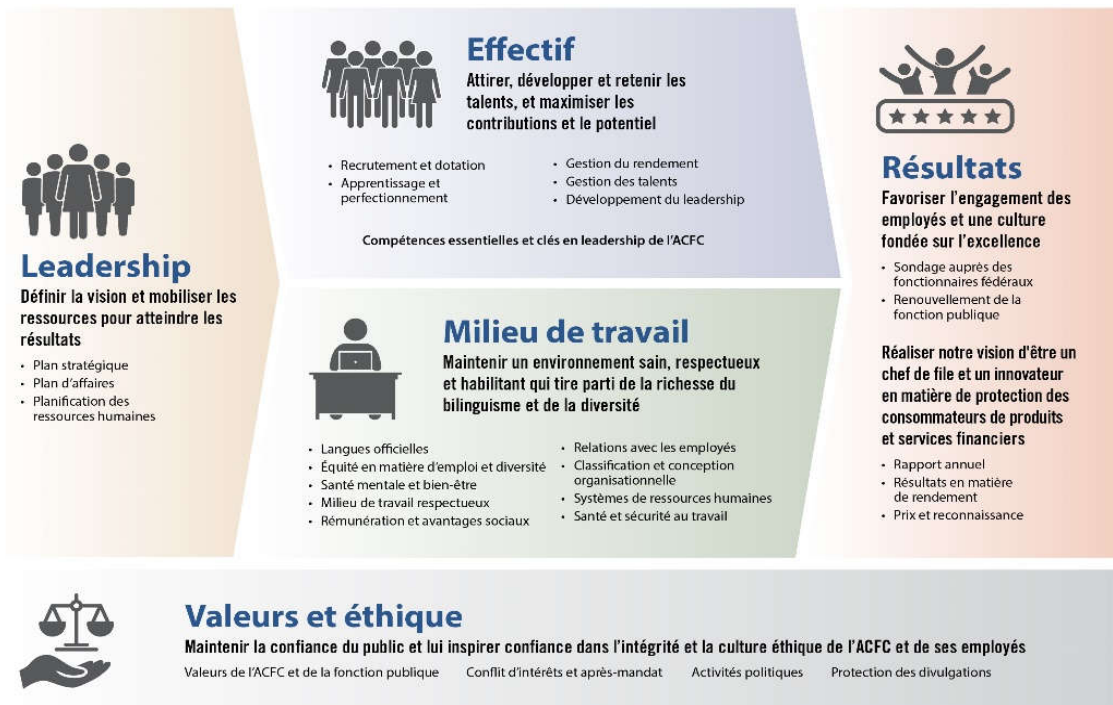 Leadership
Définir la vision et mobiliser les
ressources pour atteindre les
résultats
• Plan stratégique
• Plan d'affaires
• Planification des
ressources humaines
Effectif
Attirer, développer et retenir les
talents, et maximiser les
contributions et le potentiel
• Recrutement et dotation
• Apprentissage et
perfectionnement
• Gestion du rendement
• Gestion des talents
• Développement du leadership
Compétences essentielles et clés en leadership de l'ACFC
Milieu de travail
Maintenir un environnement sain, respectueux
et habilitant qui tire parti de la richesse du
bilinguisme et de la diversité
• Langues officielles
• Équité en matière d'emploi et diversité
• Santé mentale et bien-être
• Milieu de travail respectueux
• Rémunération et avantages sociaux
• Relations avec les employés
• Classification et conception
organisationnelle
• Systèmes de ressources humaines
• Santé et sécurité au travail
Résultats
Favoriser l'engagement des
employés et une culture
fondée sur l'excellence
• Sondage auprès des
fonctionnaires fédéraux
• Renouvellement de la
fonction publique
Réaliser notre vision d'être un
chef de file et un innovateur
en matière de protection des
consommateurs de produits
et services financiers
• Rapport annuel
• Résultats en matière
de rendement
• Prix et reconnaissance
Valeurs et éthique
Maintenir la confiance du public et lui inspirer confiance dans l'intégrité et la culture éthique de l'ACFC et de ses employés
Valeurs de l'ACFC et de la fonction publique Conflit d'intérêts et après-mandat Activités politiques Protection des divulgations